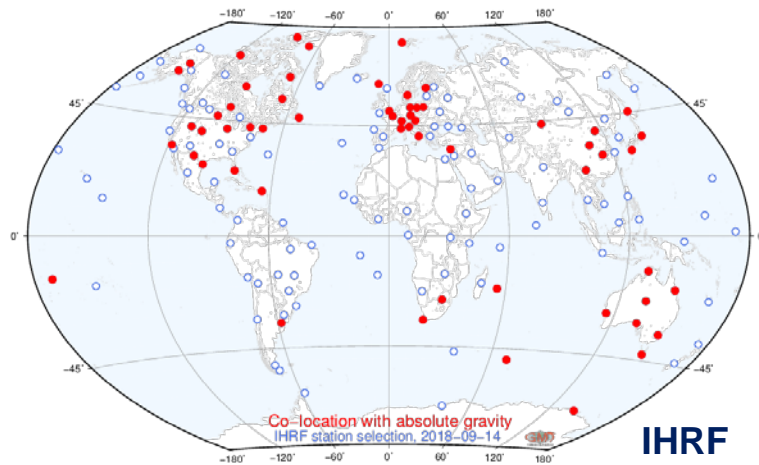 −180° −120° −60° 0° 60° 120° 180°
45° 45°
0°
−45° −45°
Co−location with absolute gravity
IHRF station selection, 2018−09−14
GMT
IHRF
−180° −120° −60° 0° 60° 120° 180°